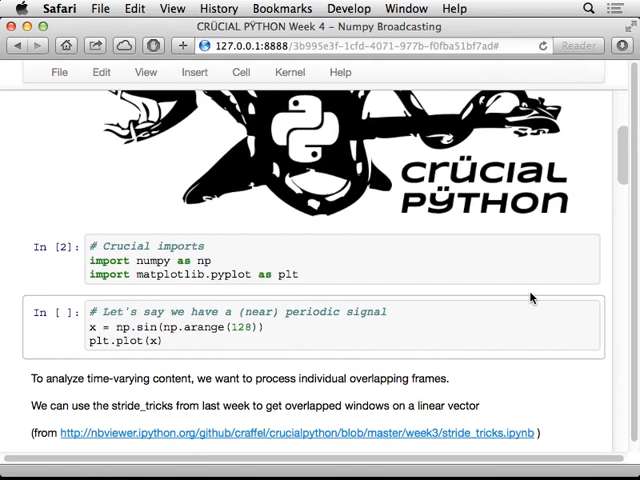 Safari File Edit View History Bookmarks Develop Window Help
CRÜCIAL PŸTHON Week 4 - Numpy Broadcasting
127.0.0.1:8888/3b995e3f-1cfd-4071-977b-f0fba51bf7ad# Reader
File Edit View Insert Cell Kernel Help
CRÜCIAL
PŸTHON
In [2]: # Crucial imports
import numpy as np
import matplotlib.pyplot as plt
In [ ]: # Let's say we have a (near) periodic signal
x = np.sin(np.arange(128))
plt.plot(x)
To analyze time-varying content, we want to process individual overlapping frames.
We can use the stride_tricks from last week to get overlapped windows on a linear vector
(from http://nbviewer.ipython.org/github/craffel/crucialpython/blob/master/week3/stride_tricks.ipynb )